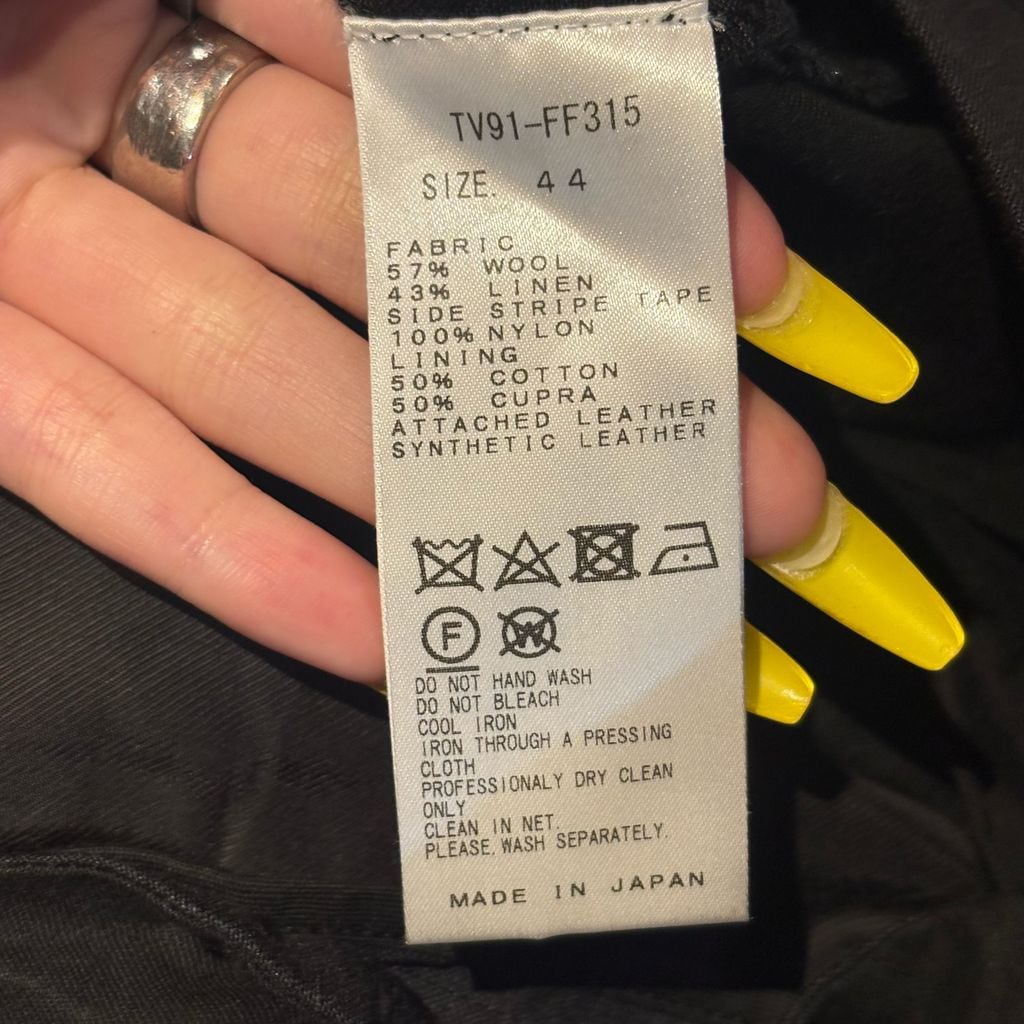 TV91-FF315
SIZE. 44
FABRIC
57% WOOL
43% LINEN
SIDE STRIPE TAPE
100% NYLON
LINING
50% COTTON
50% CUPRA
ATTACHED LEATHER
SYNTHETIC LEATHER
F W
DO NOT HAND WASH
DO NOT BLEACH
COOL IRON
IRON THROUGH A PRESSING
CLOTH
PROFESSIONALY DRY CLEAN
ONLY
CLEAN IN NET.
PLEASE.WASH SEPARATELY.
MADE IN JAPAN